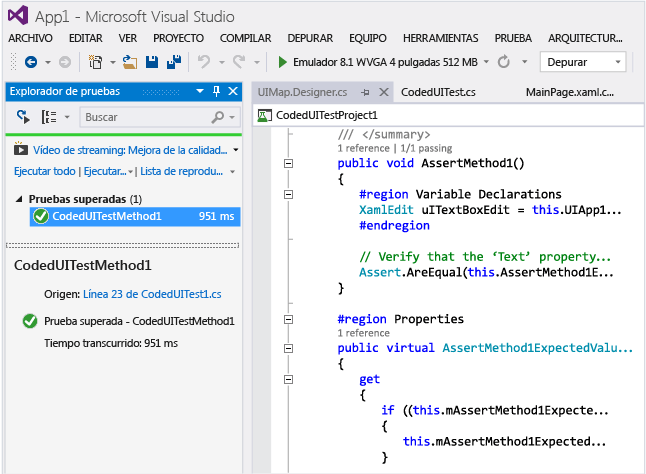 App1 - Microsoft Visual Studio
ARCHIVO EDITAR VER PROYECTO COMPILAR DEPURAR EQUIPO HERRAMIENTAS PRUEBA ARQUITECTUR...
Emulador 8.1 WVGA 4 pulgadas 512 MB Depurar
Explorador de pruebas
Buscar
Vídeo de streaming: Mejora de la calidad...
Ejecutar todo | Ejecutar... Lista de reprodu...
Pruebas superadas (1)
CodedUITestMethod1 951 ms
CodedUITestMethod1
Origen: Línea 23 de CodedUITest1.cs
Prueba superada - CodedUITestMethod1
Tiempo transcurrido: 951 ms
UIMap.Designer.cs CodedUITest.cs MainPage.xaml.c...
CodedUITestProject1
/// </summary>
1 reference | 1/1 passing
public void AssertMethod1()
{
#region Variable Declarations
XamlEdit uITextBoxEdit = this.UIApp1...
#endregion
// Verify that the ‘Text’ property...
Assert.AreEqual(this.AssertMethod1E...
}
#region Properties
1 reference
public virtual AssertMethod1ExpectedValu...
{
get
{
if ((this.mAssertMethod1Expecte...
{
this.mAssertMethod1Expected...
}